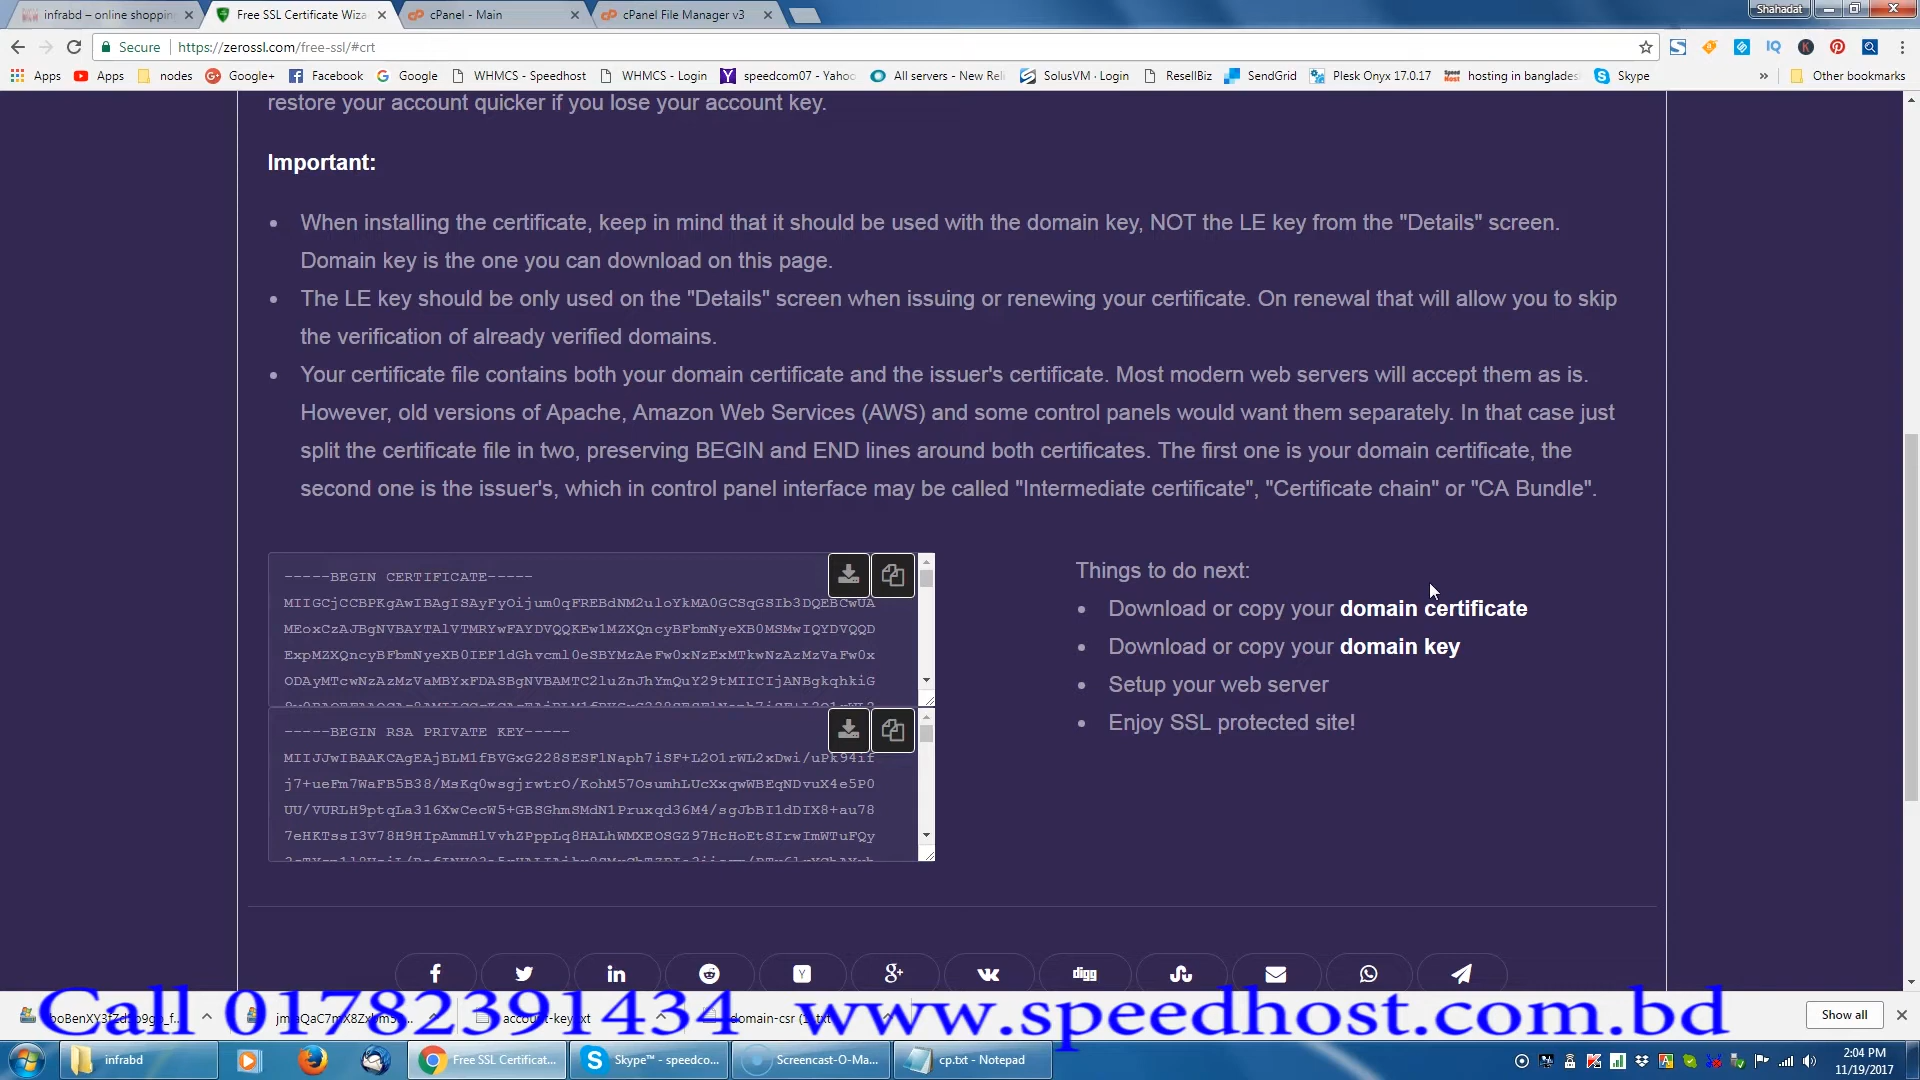 infrabd – online shoppin
Free SSL Certificate Wiza
cPanel - Main
cPanel File Manager v3
Shahadat
Secure
https://zerossl.com/free-ssl/#crt
Apps
Apps
nodes
Google+
Facebook
Google
WHMCS - Speedhost
WHMCS - Login
speedcom07 - Yahoo
All servers - New Reli
SolusVM · Login
ResellBiz
SendGrid
Plesk Onyx 17.0.17
hosting in banglades
Skype
Other bookmarks
restore your account quicker if you lose your account key.
Important:
When installing the certificate, keep in mind that it should be used with the domain key, NOT the LE key from the "Details" screen.
Domain key is the one you can download on this page.
The LE key should be only used on the "Details" screen when issuing or renewing your certificate. On renewal that will allow you to skip
the verification of already verified domains.
Your certificate file contains both your domain certificate and the issuer's certificate. Most modern web servers will accept them as is.
However, old versions of Apache, Amazon Web Services (AWS) and some control panels would want them separately. In that case just
split the certificate file in two, preserving BEGIN and END lines around both certificates. The first one is your domain certificate, the
second one is the issuer's, which in control panel interface may be called "Intermediate certificate", "Certificate chain" or "CA Bundle".
-----BEGIN CERTIFICATE-----
-----BEGIN RSA PRIVATE KEY-----
Things to do next:
Download or copy your domain certificate
Download or copy your domain key
Setup your web server
Enjoy SSL protected site!
digg
Call 01782391434 www.speedhost.com.bd
account-key.txt
domain-csr (1).txt
Show all
infrabd
Free SSL Certificat...
Skype™ - speedco...
Screencast-O-Ma...
cp.txt - Notepad
2:04 PM
11/19/2017